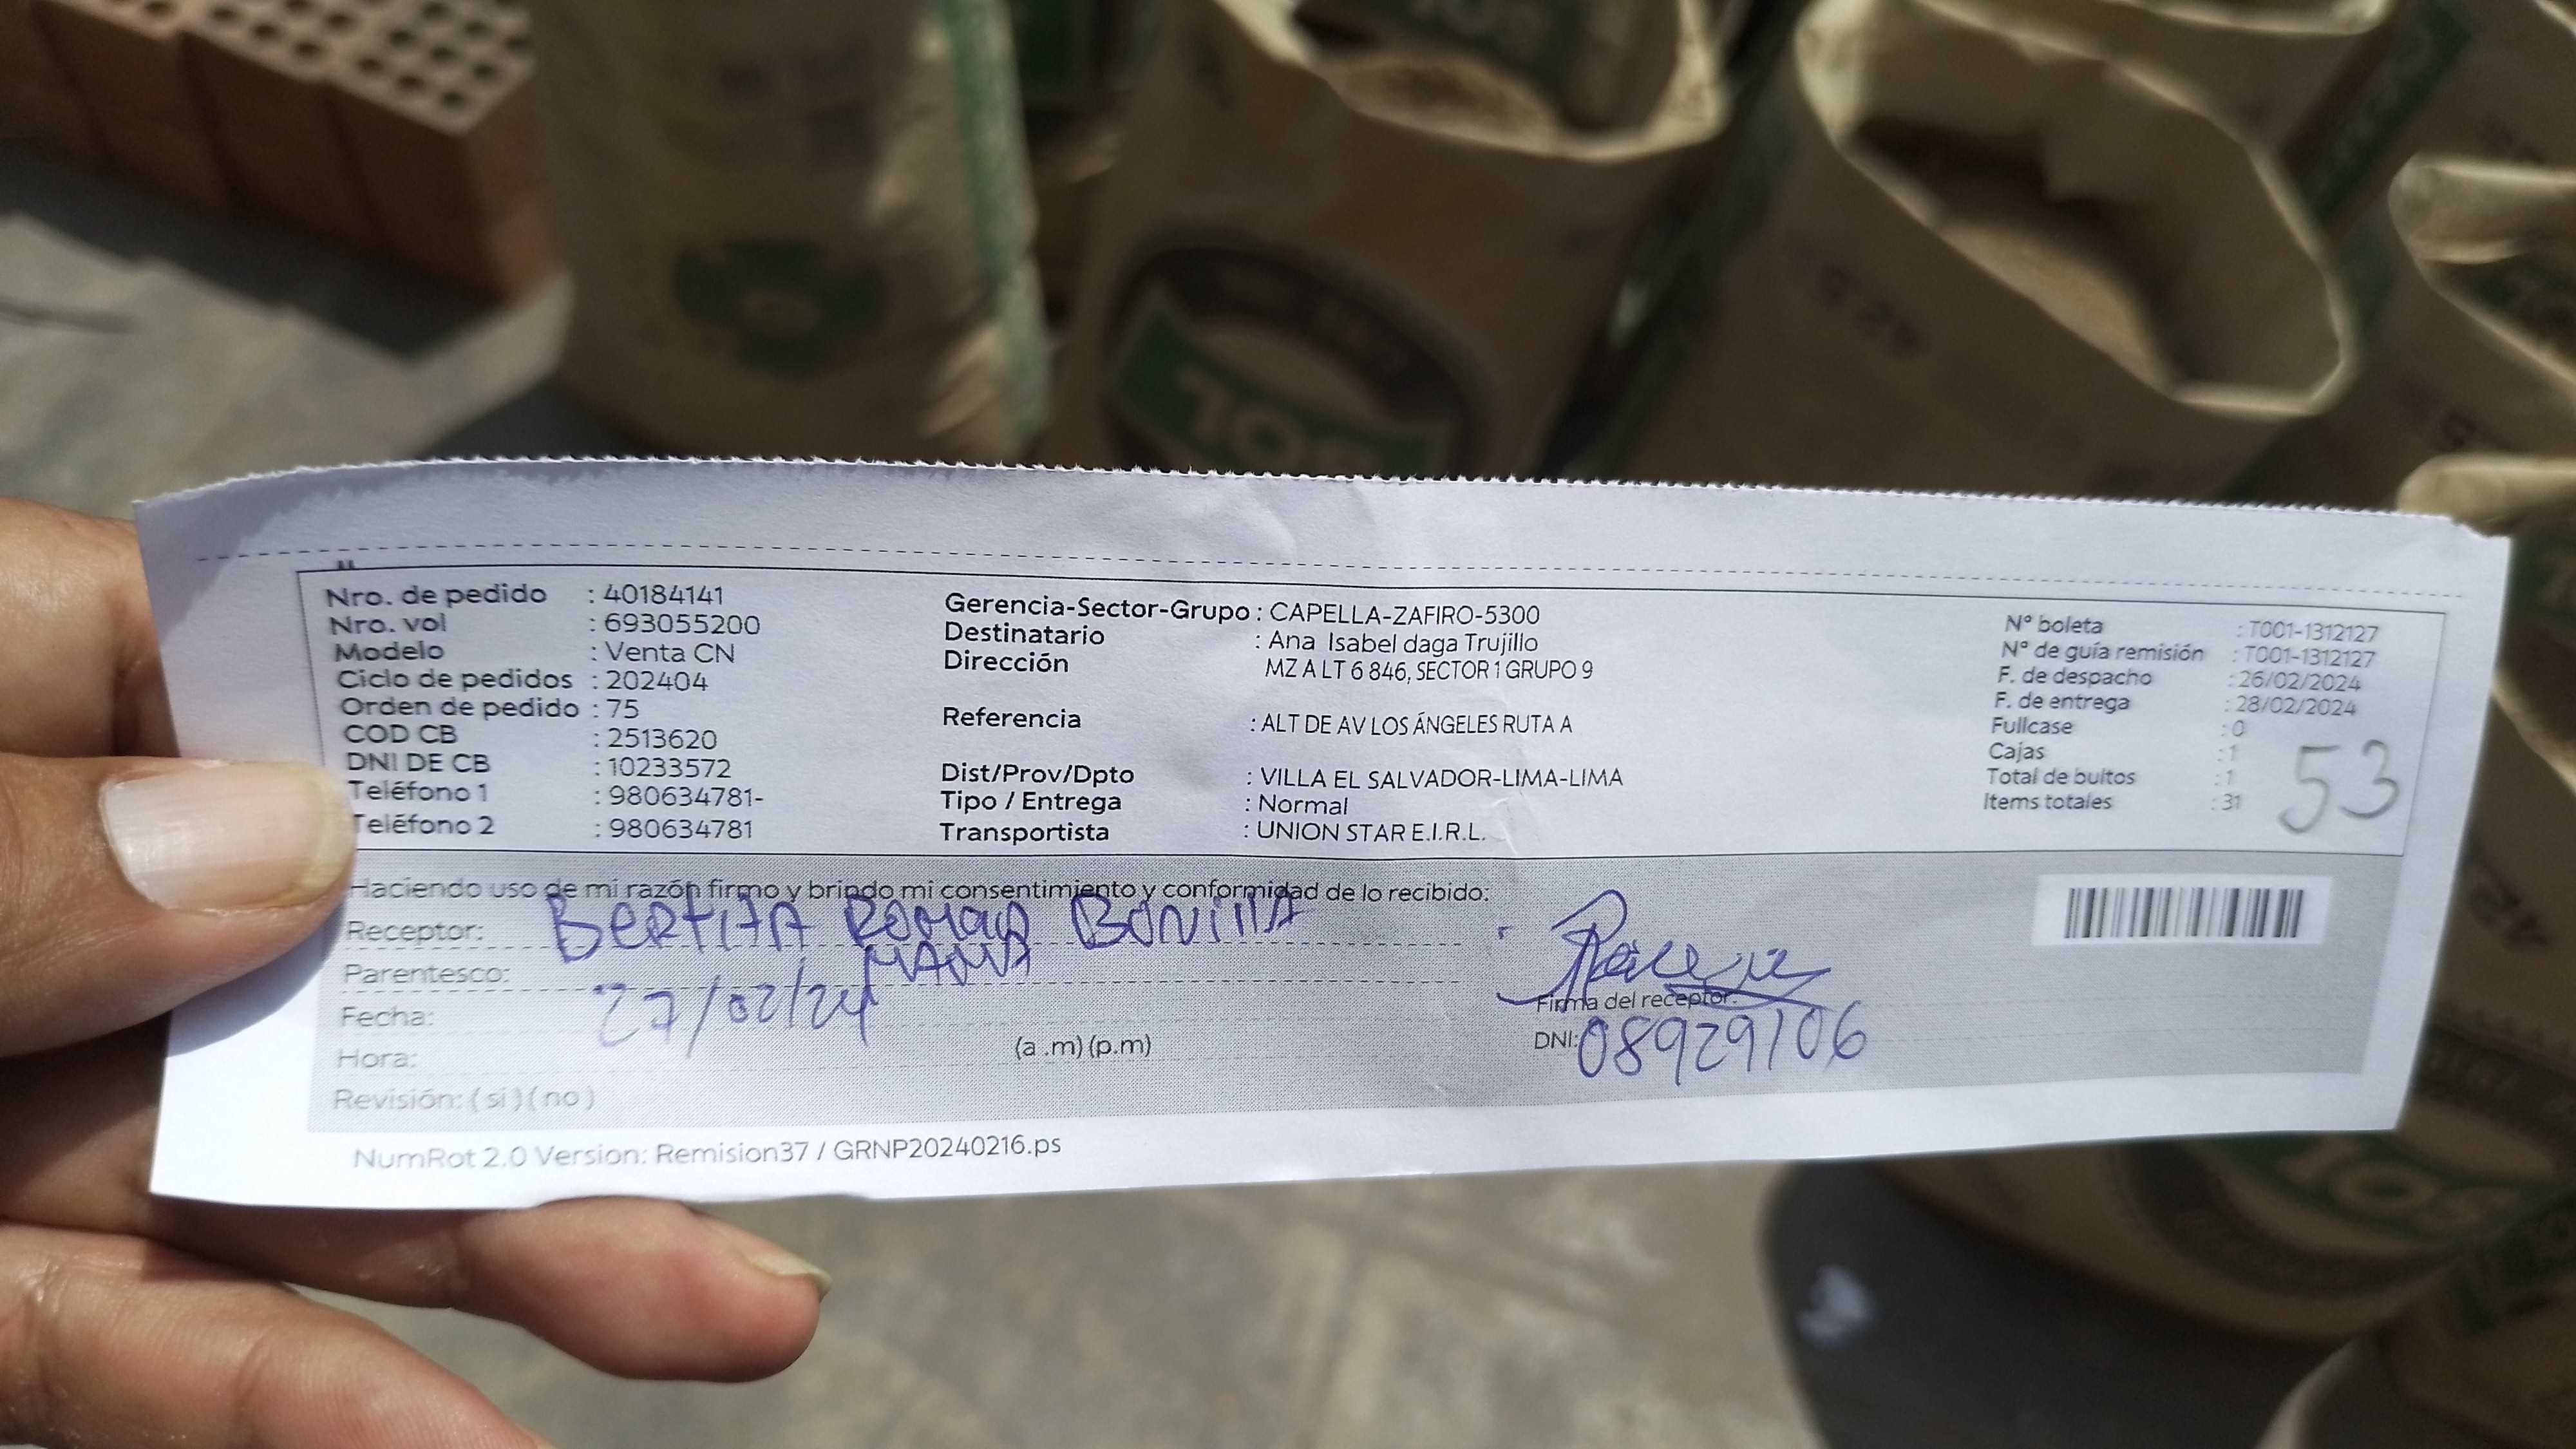 Nro. de pedido : 40184141
Nro. vol : 693055200
Modelo : Venta CN
Ciclo de pedidos : 202404
Orden de pedido : 75
COD CB : 2513620
DNI DE CB : 10233572
Teléfono 1 : 980634781-
Teléfono 2 : 980634781
Gerencia-Sector-Grupo : CAPELLA-ZAFIRO-5300
Destinatario : Ana Isabel daga Trujillo
Dirección MZ A LT 6 846, SECTOR 1 GRUPO 9
Referencia : ALT DE AV LOS ÁNGELES RUTA A
Dist/Prov/Dpto : VILLA EL SALVADOR-LIMA-LIMA
Tipo / Entrega : Normal
Transportista : UNION STAR E.I.R.L.
N° boleta : T001-1312127
N° de guía remisión : T001-1312127
F. de despacho : 26/02/2024
F. de entrega : 28/02/2024
Fullcase : 0
Cajas : 1
Total de bultos : 1
Items totales : 31
53
Haciendo uso de mi razón firmo y brindo mi consentimiento y conformidad de lo recibido:
Receptor: BERTITA ROMAN BONILLA
Parentesco: MAMA
Fecha: 27/02/24
Hora: (a .m) (p.m)
Revisión: ( si ) ( no )
Firma del receptor:
DNI: 08929106
NumRot 2.0 Version: Remision37 / GRNP20240216.ps
SOL
SOL